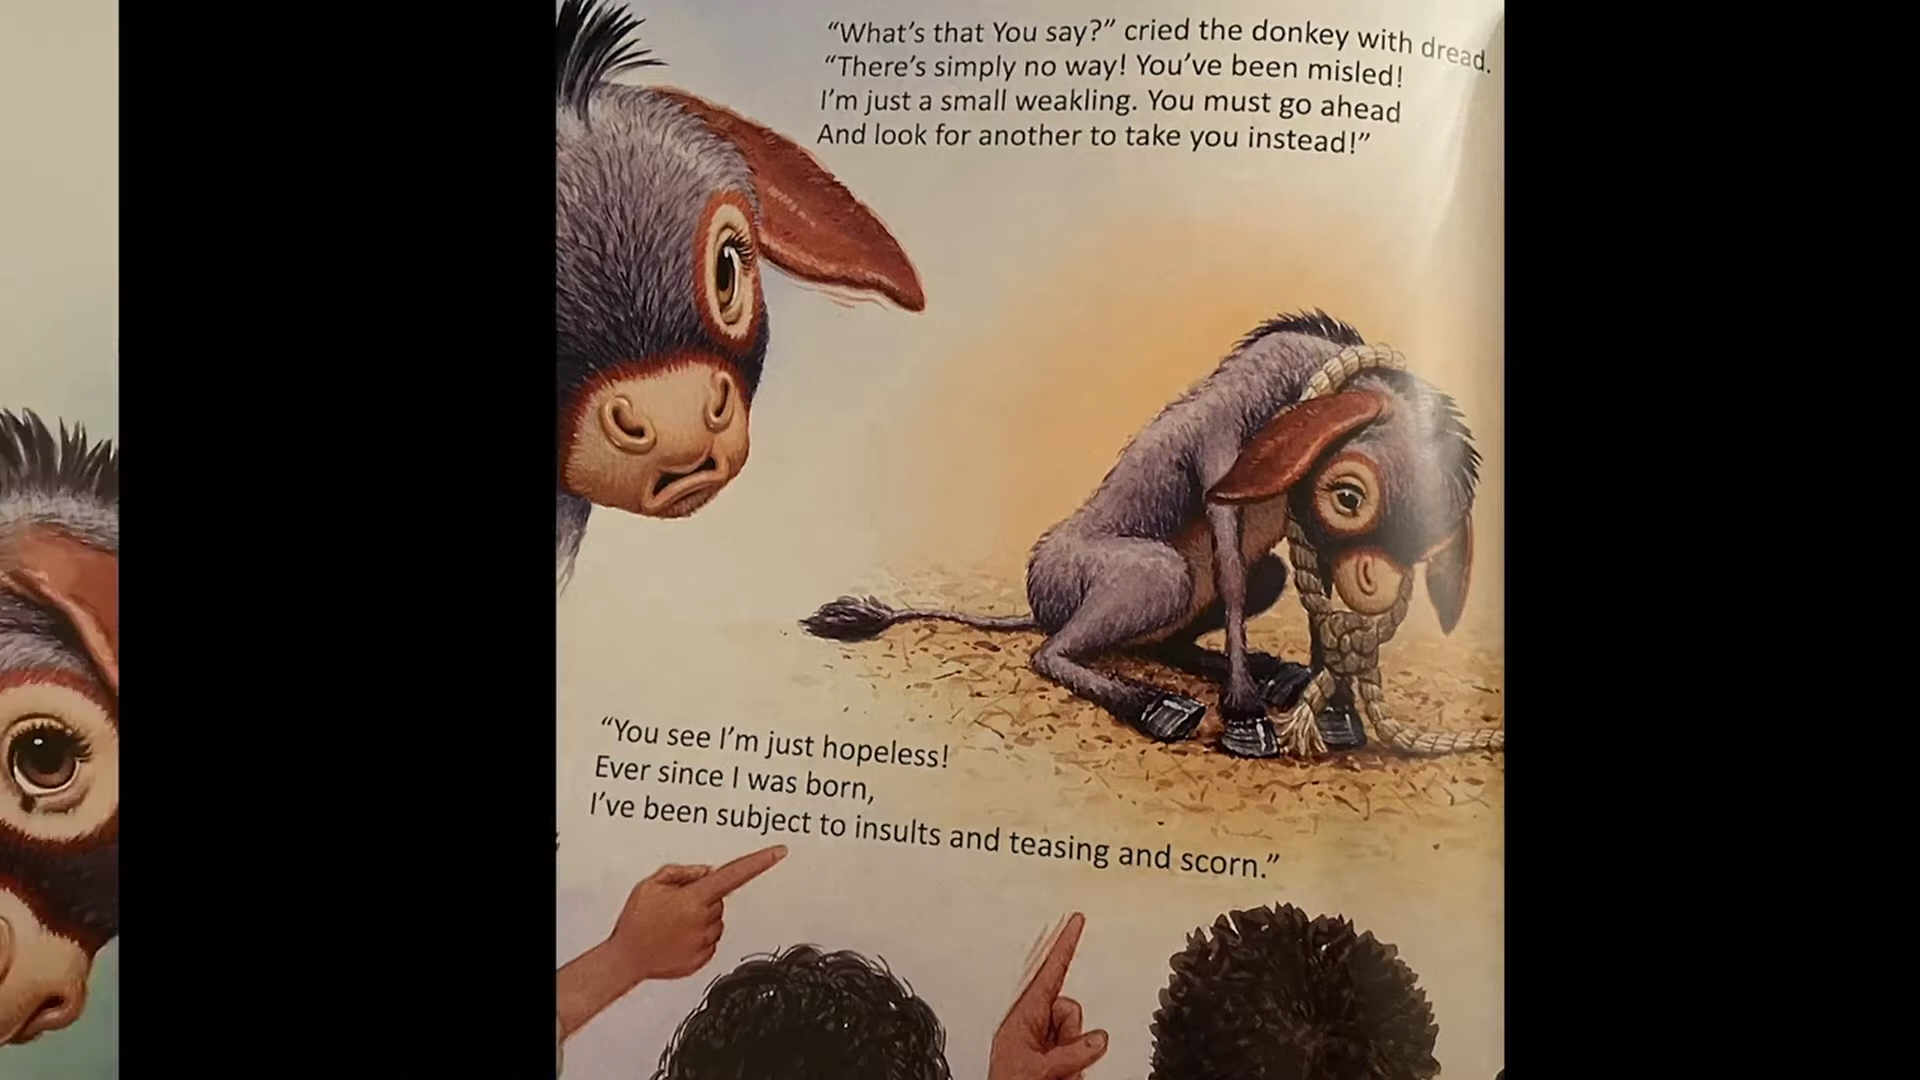 “What’s that You say?” cried the donkey with dread.
“There’s simply no way! You’ve been misled!
I’m just a small weakling. You must go ahead
And look for another to take you instead!”
“You see I’m just hopeless!
Ever since I was born,
I’ve been subject to insults and teasing and scorn.”